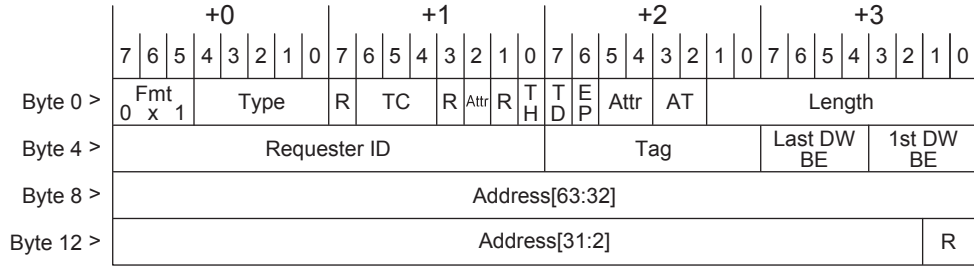 +0 +1 +2 +3
7 6 5 4 3 2 1 0 7 6 5 4 3 2 1 0 7 6 5 4 3 2 1 0 7 6 5 4 3 2 1 0
Byte 0 > Fmt 0 x 1 Type R TC R Attr R TH TD EP Attr AT Length
Byte 4 > Requester ID Tag Last DW BE 1st DW BE
Byte 8 > Address[63:32]
Byte 12 > Address[31:2] R